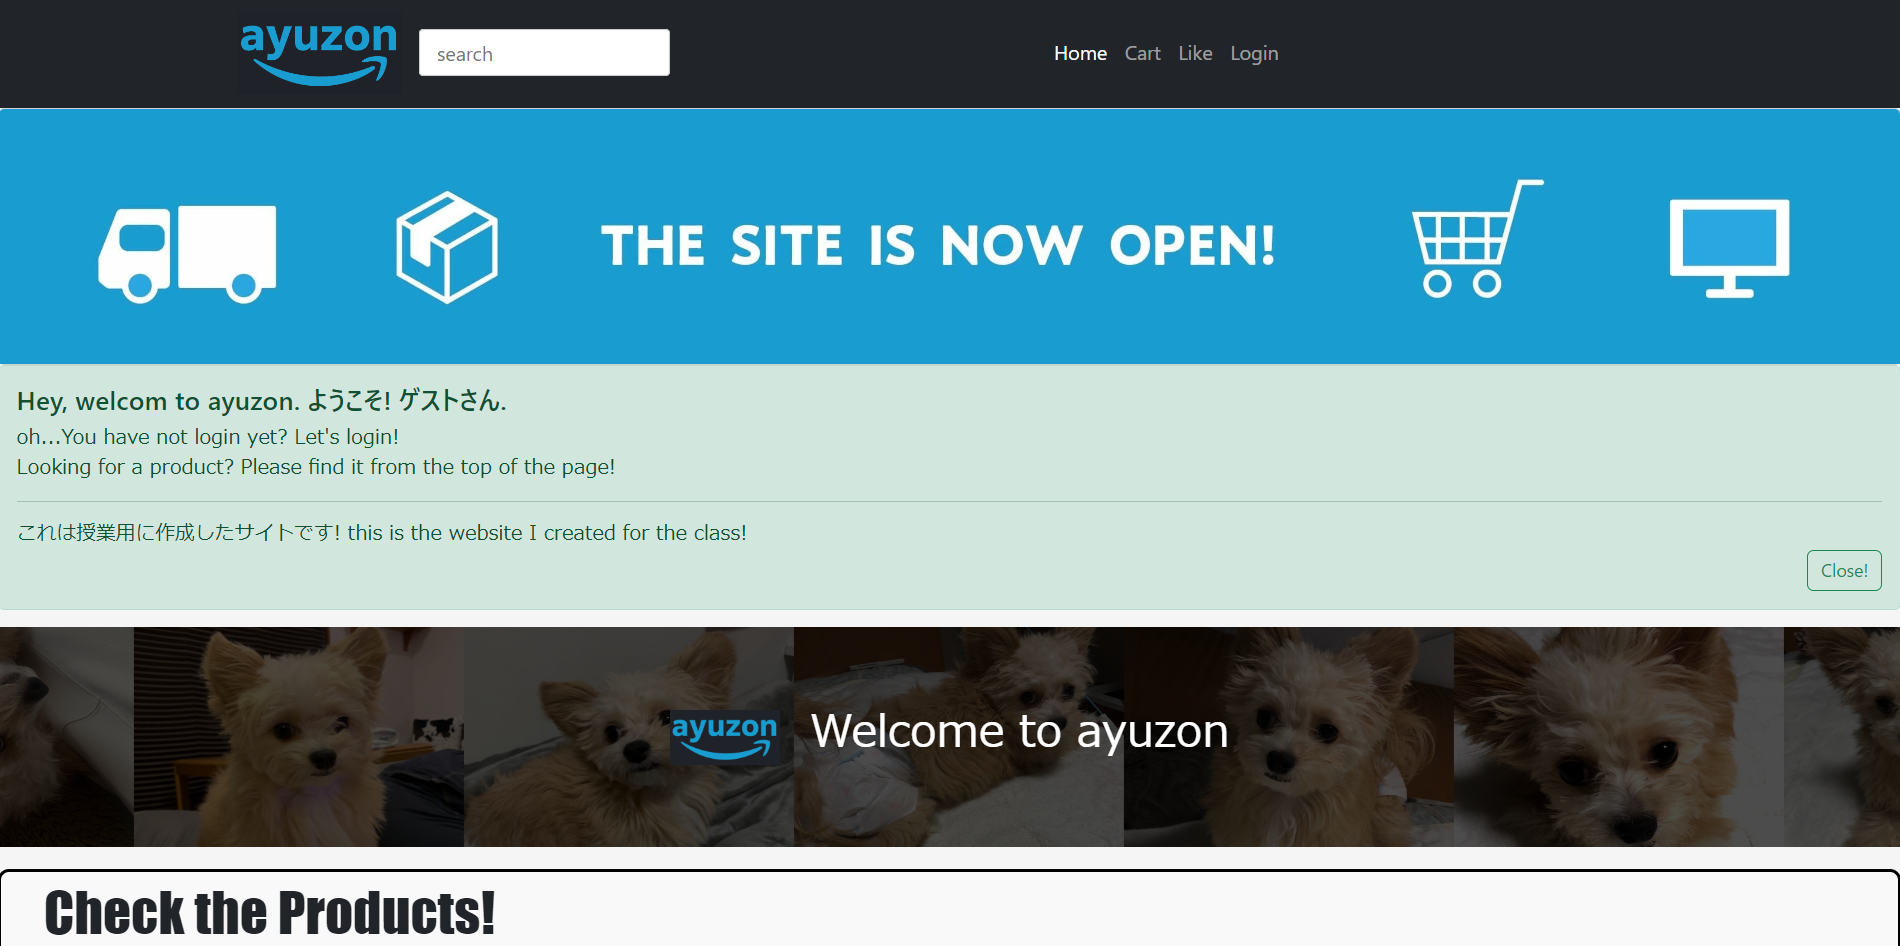 ayuzon
search
Home Cart Like Login
THE SITE IS NOW OPEN!
Hey, welcom to ayuzon. ようこそ! ゲストさん.
oh...You have not login yet? Let's login!
Looking for a product? Please find it from the top of the page!
これは授業用に作成したサイトです! this is the website I created for the class!
Close!
ayuzon
Welcome to ayuzon
Check the Products!